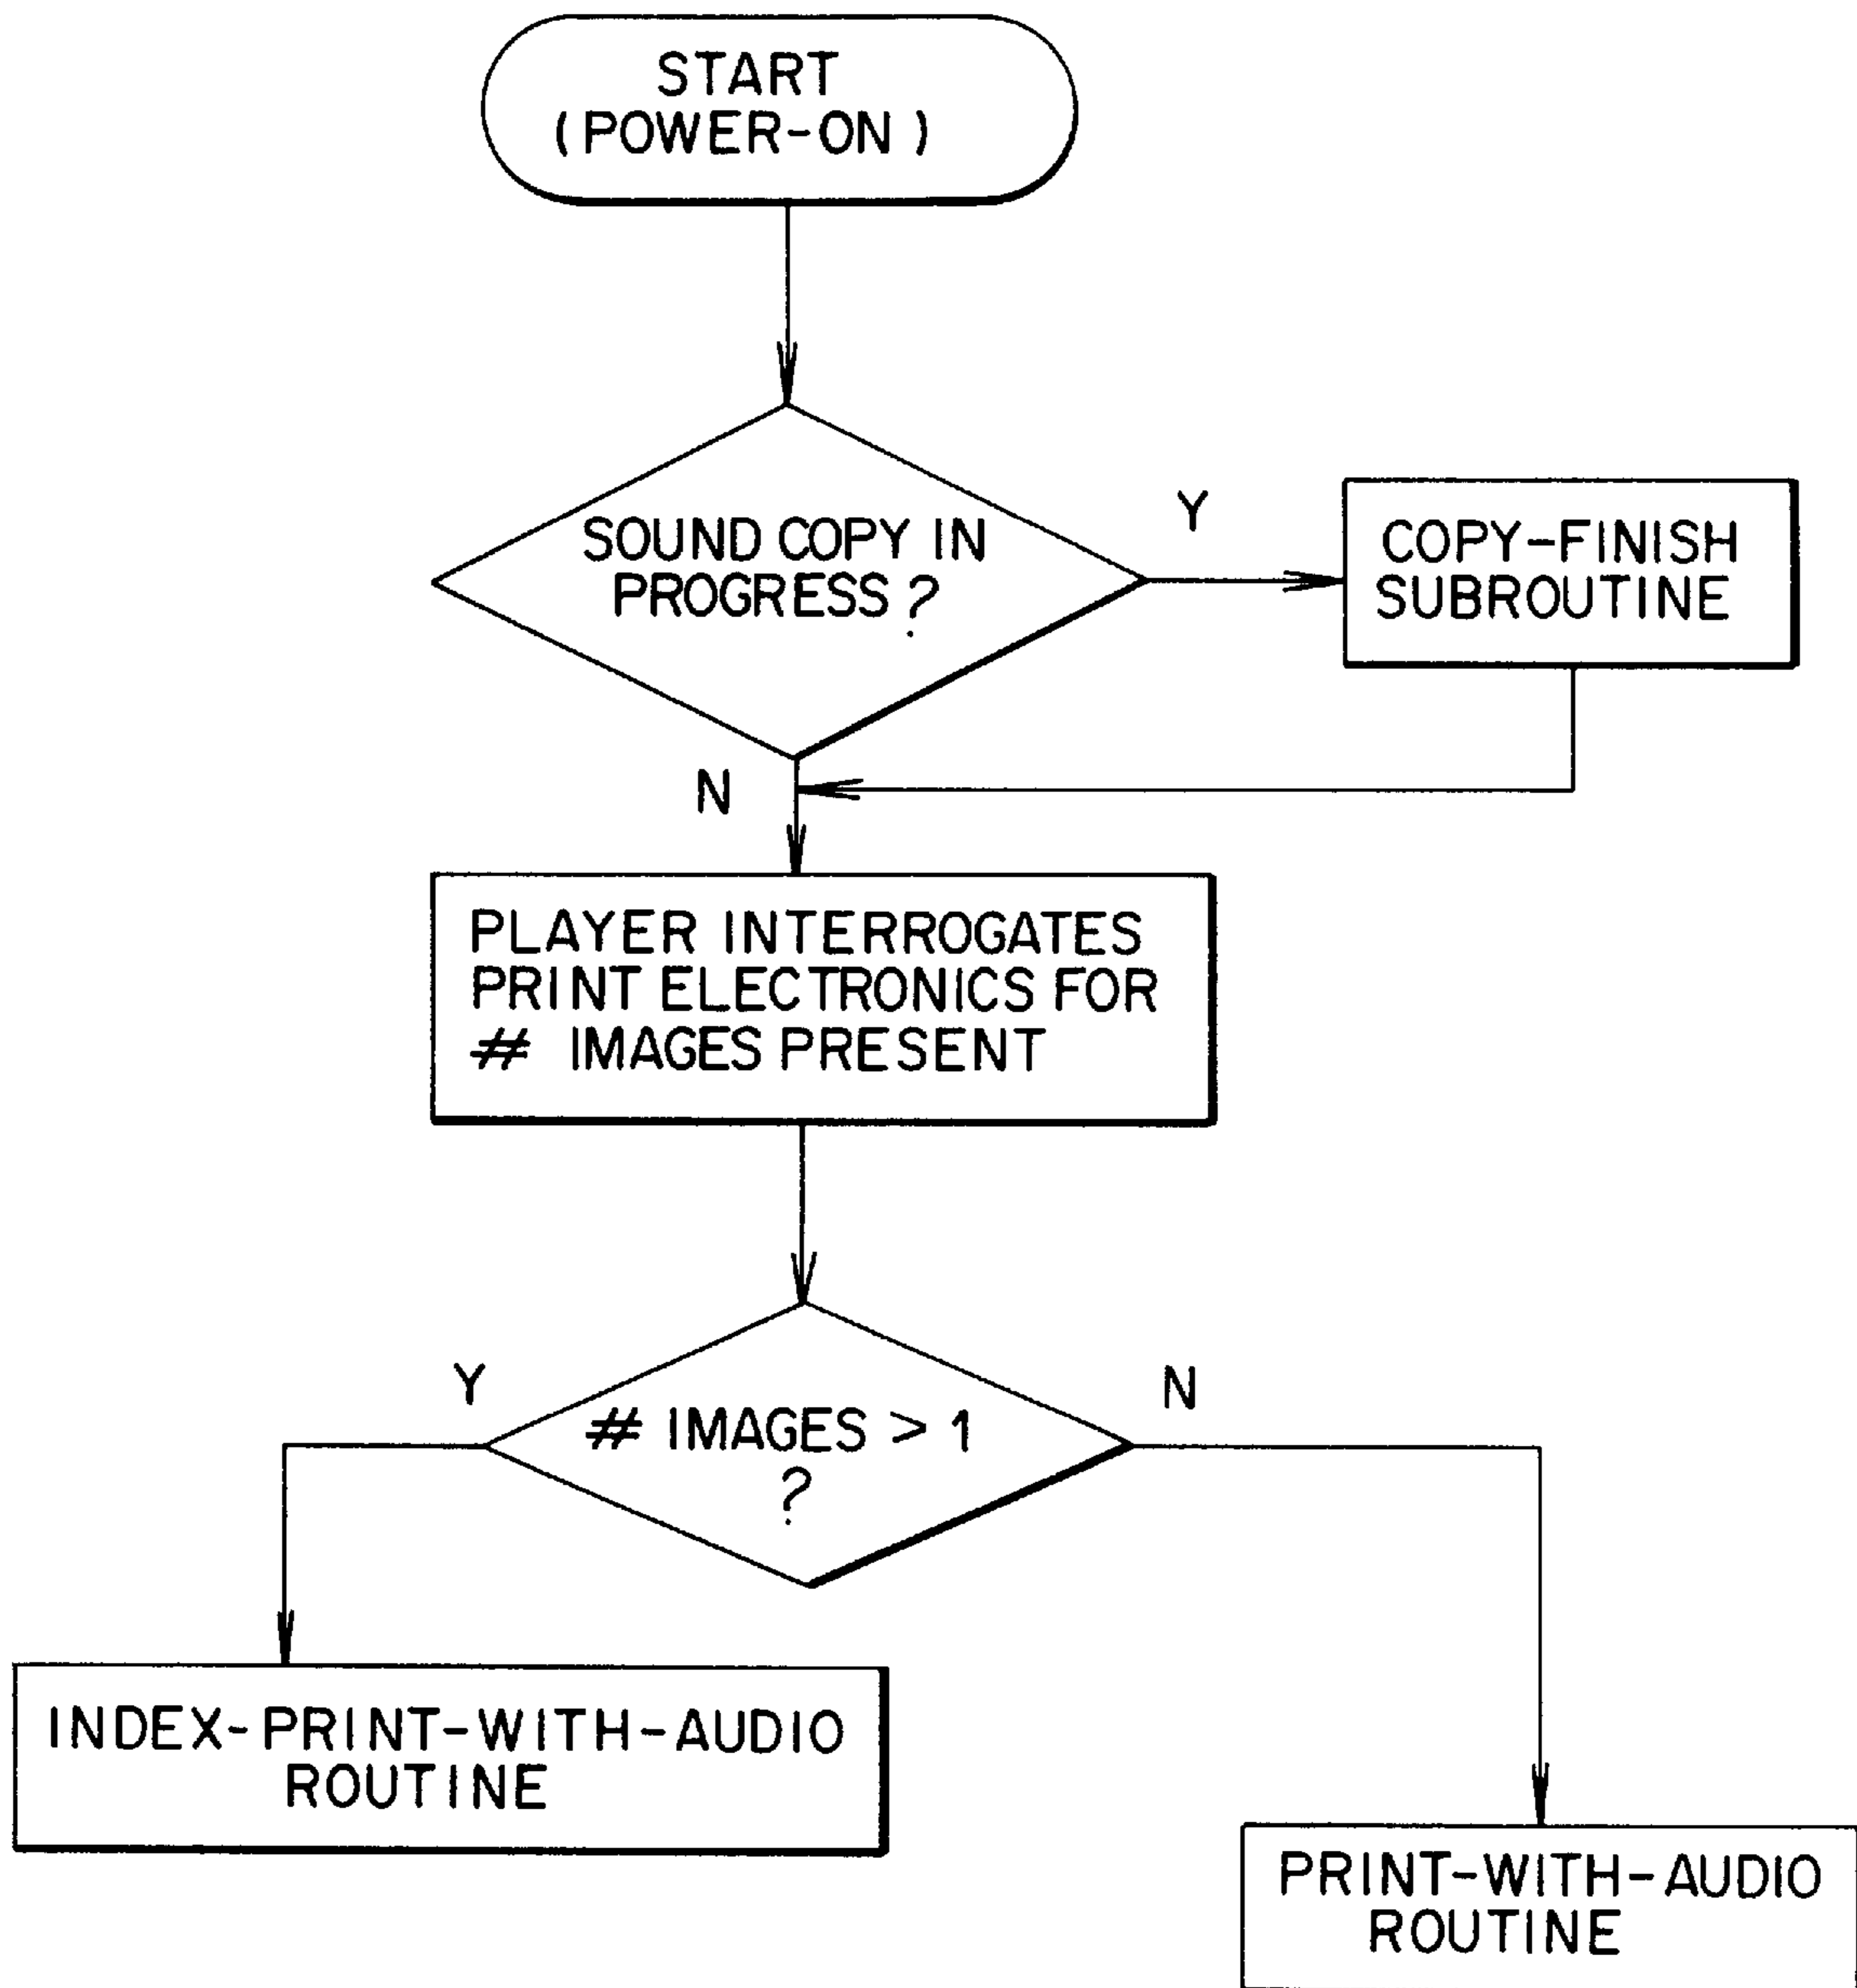 START
(POWER-ON)
SOUND COPY IN
PROGRESS?
Y
COPY-FINISH
SUBROUTINE
N
PLAYER INTERROGATES
PRINT ELECTRONICS FOR
# IMAGES PRESENT
Y
# IMAGES > 1
?
N
INDEX-PRINT-WITH-AUDIO
ROUTINE
PRINT-WITH-AUDIO
ROUTINE